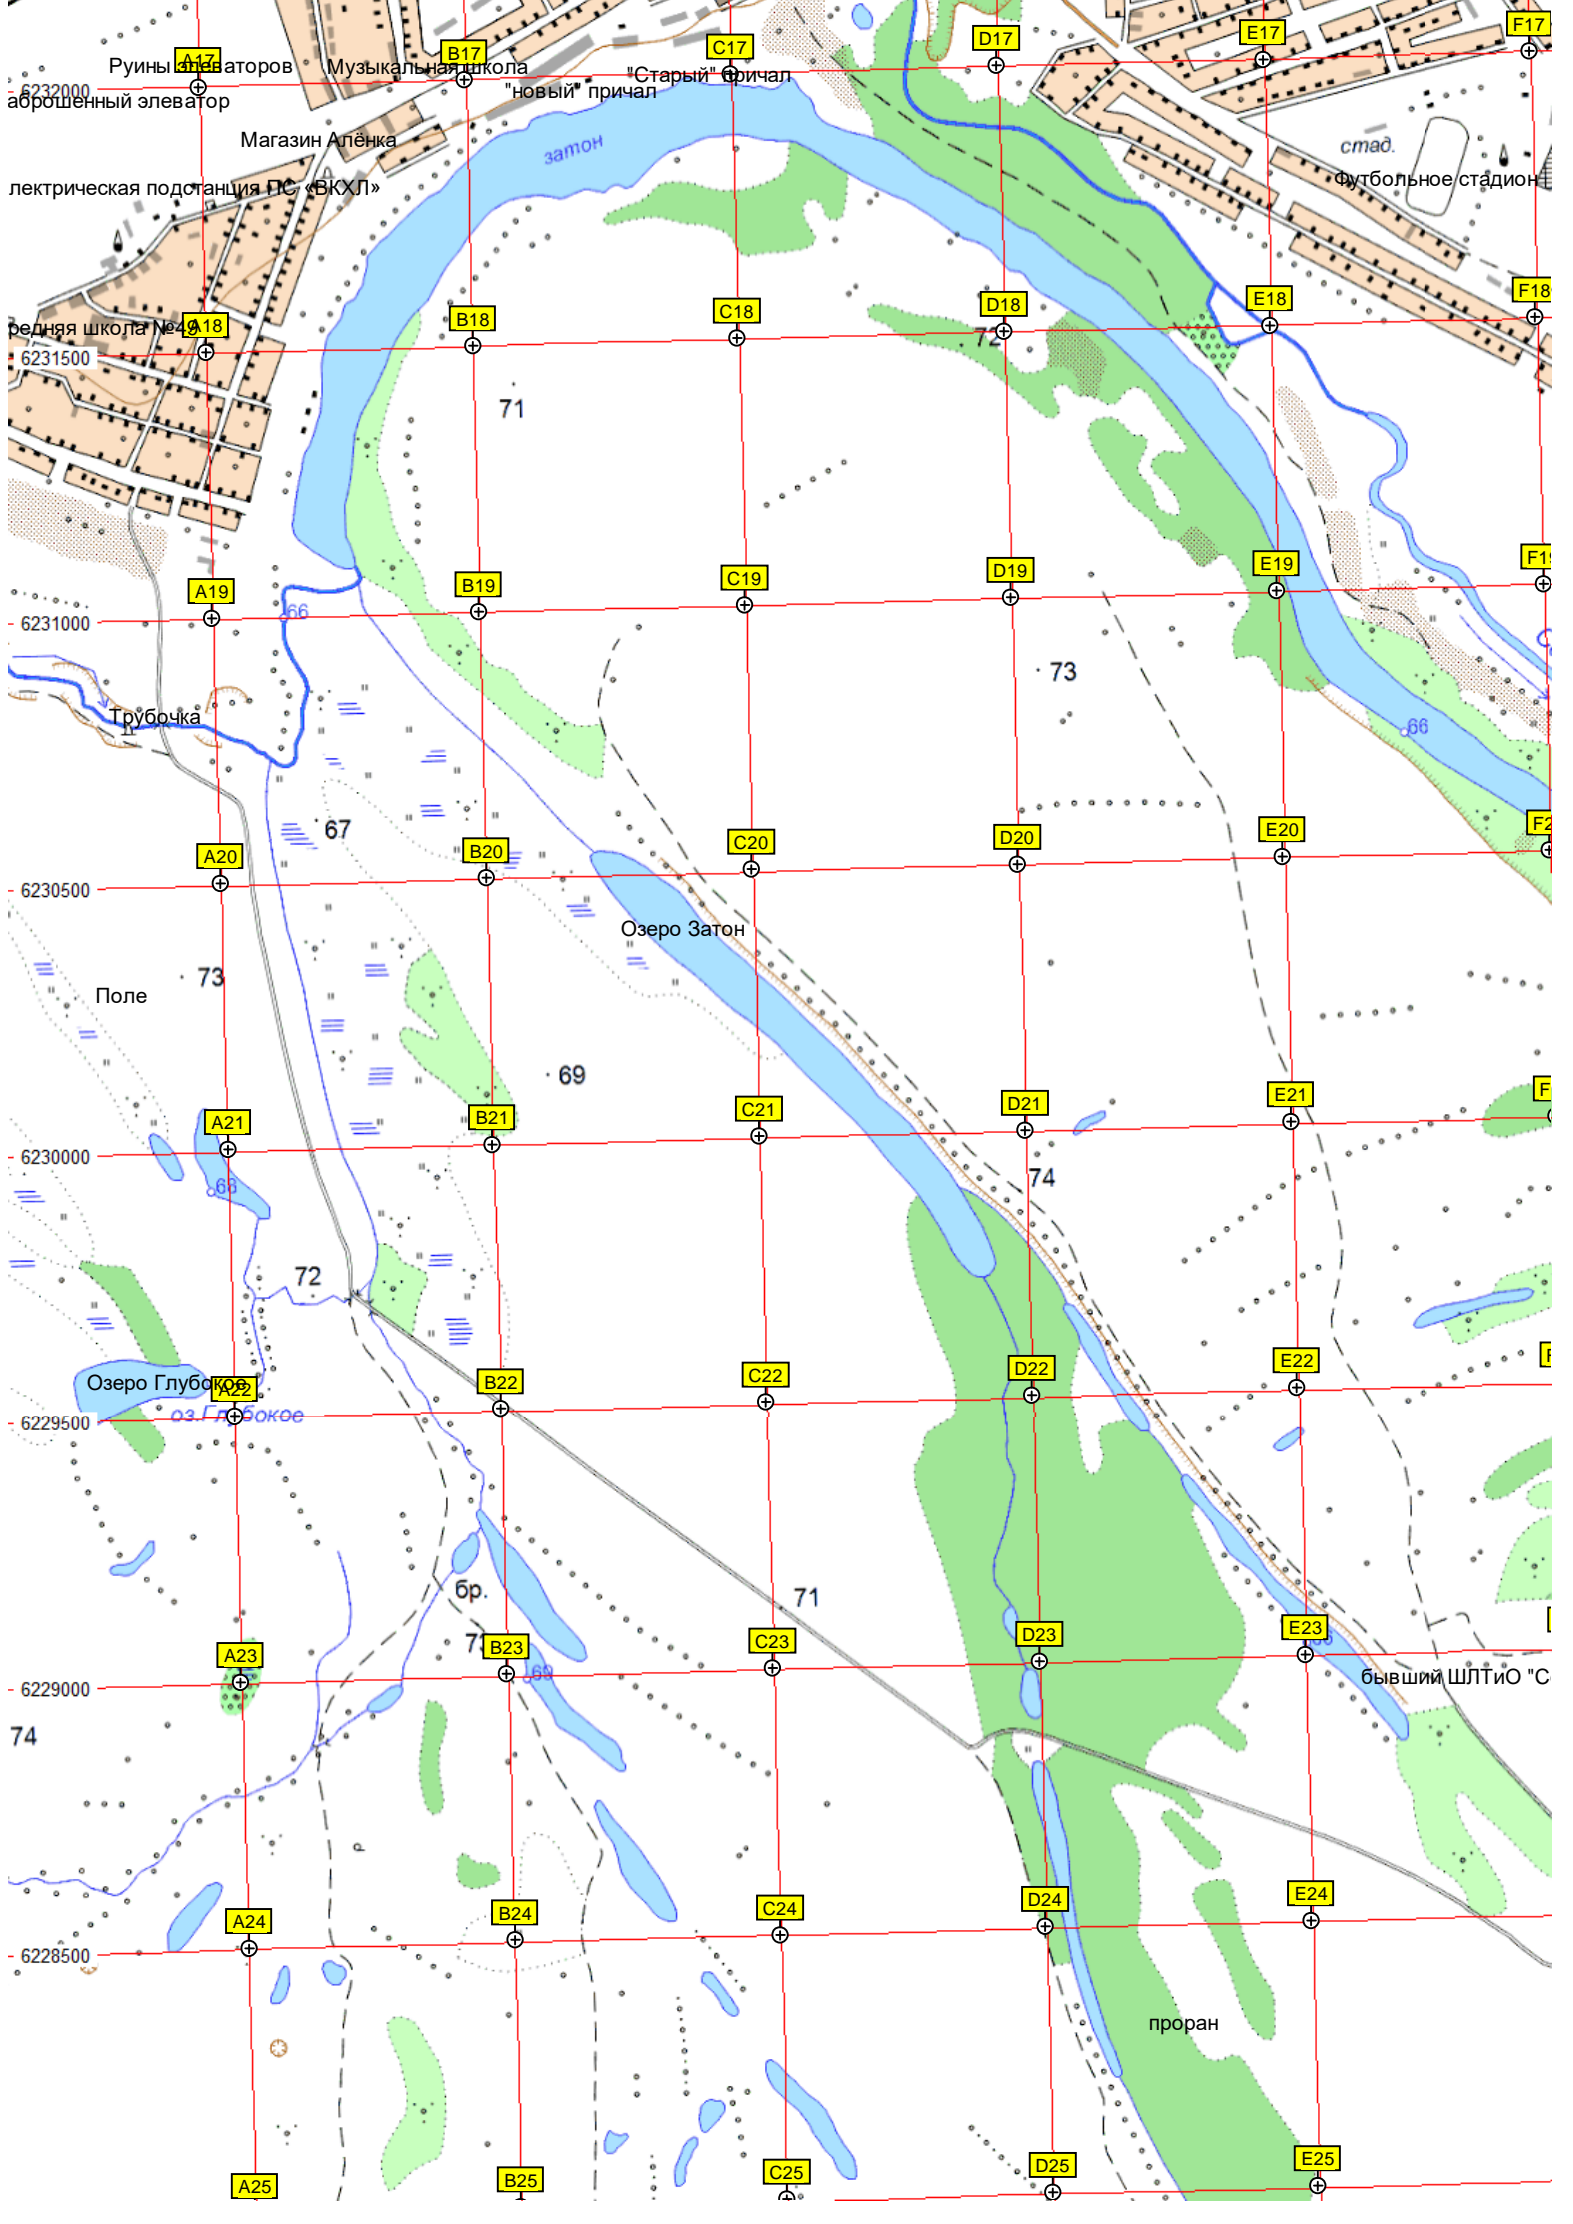 A17
B17
C17
D17
E17
F17
Руины элеваторов
Музыкальная школа
"Старый" причал
"новый" причал
6232000
аброшенный элеватор
Магазин Алёнка
затон
стад.
лектрическая подстанция ПС «ВКХЛ»
Футбольное стадион
A18
B18
C18
D18
E18
F18
редняя школа №49
72
6231500
71
A19
B19
C19
D19
E19
F19
66
6231000
73
Трубочка
66
67
A20
B20
C20
D20
E20
F2
6230500
Озеро Затон
73
Поле
69
A21
B21
C21
D21
E21
F
6230000
74
68
72
A22
B22
C22
D22
E22
F
Озеро Глубокое
оз.Глубокое
6229500
бр.
71
73
A23
B23
C23
D23
E23
69
66
6229000
бывший ШЛТиО "С
74
р
A24
B24
C24
D24
E24
6228500
проран
A25
B25
C25
D25
E25